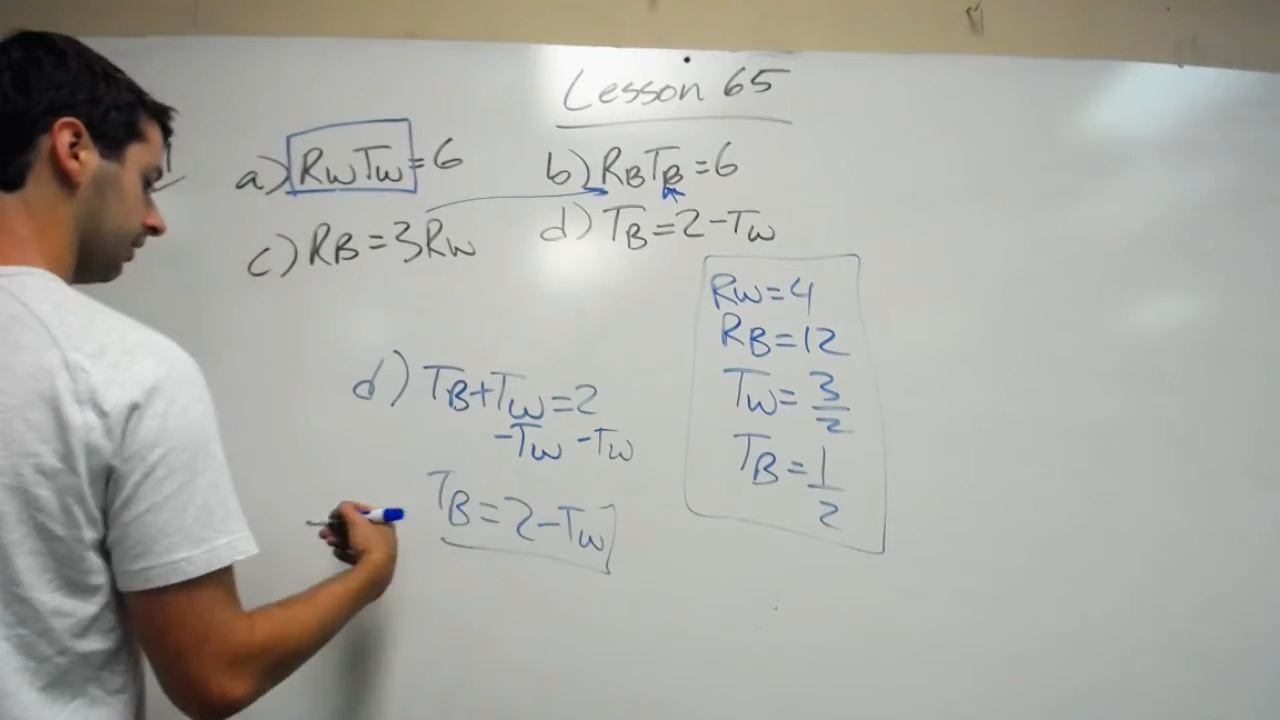 Lesson 65
a) RwTw=6
b) RBTB=6
c) RB=3Rw
d) TB=2-Tw
Rw=4
RB=12
Tw=3/2
TB=1/2
d) TB+Tw=2
-Tw -Tw
TB=2-Tw